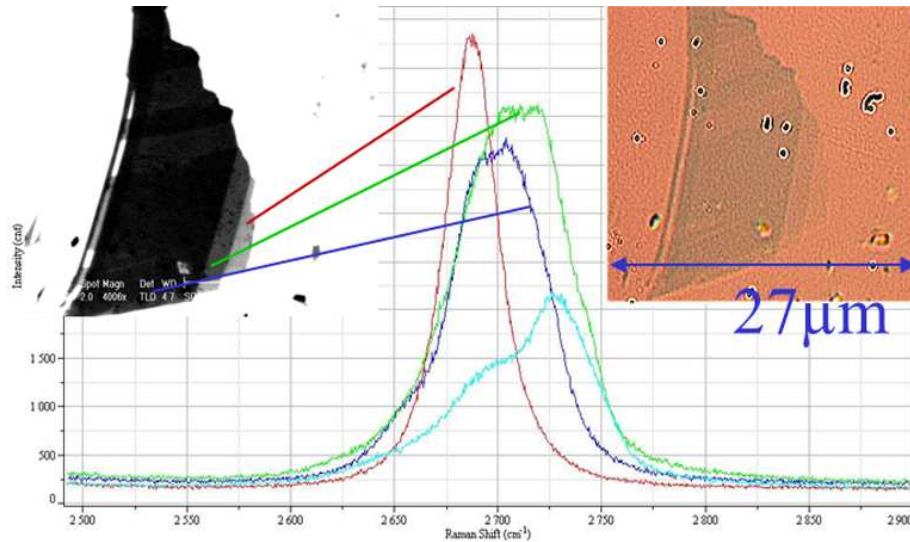 Intensity (cnt)
Spot Magn Det WD
2.0 4006x TLD 4.7
27µm
1 500
1 000
500
0
2 500 2 550 2 600 2 650 2 700 2 750 2 800 2 850 2 900
Raman Shift (cm⁻¹)